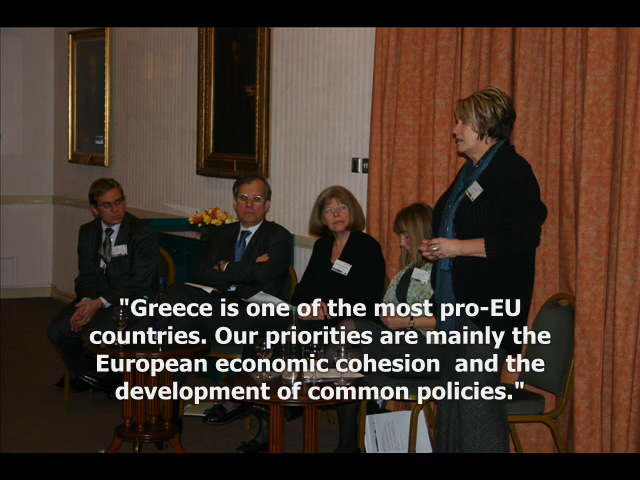 "Greece is one of the most pro-EU
countries. Our priorities are mainly the
European economic cohesion  and the
development of common policies."